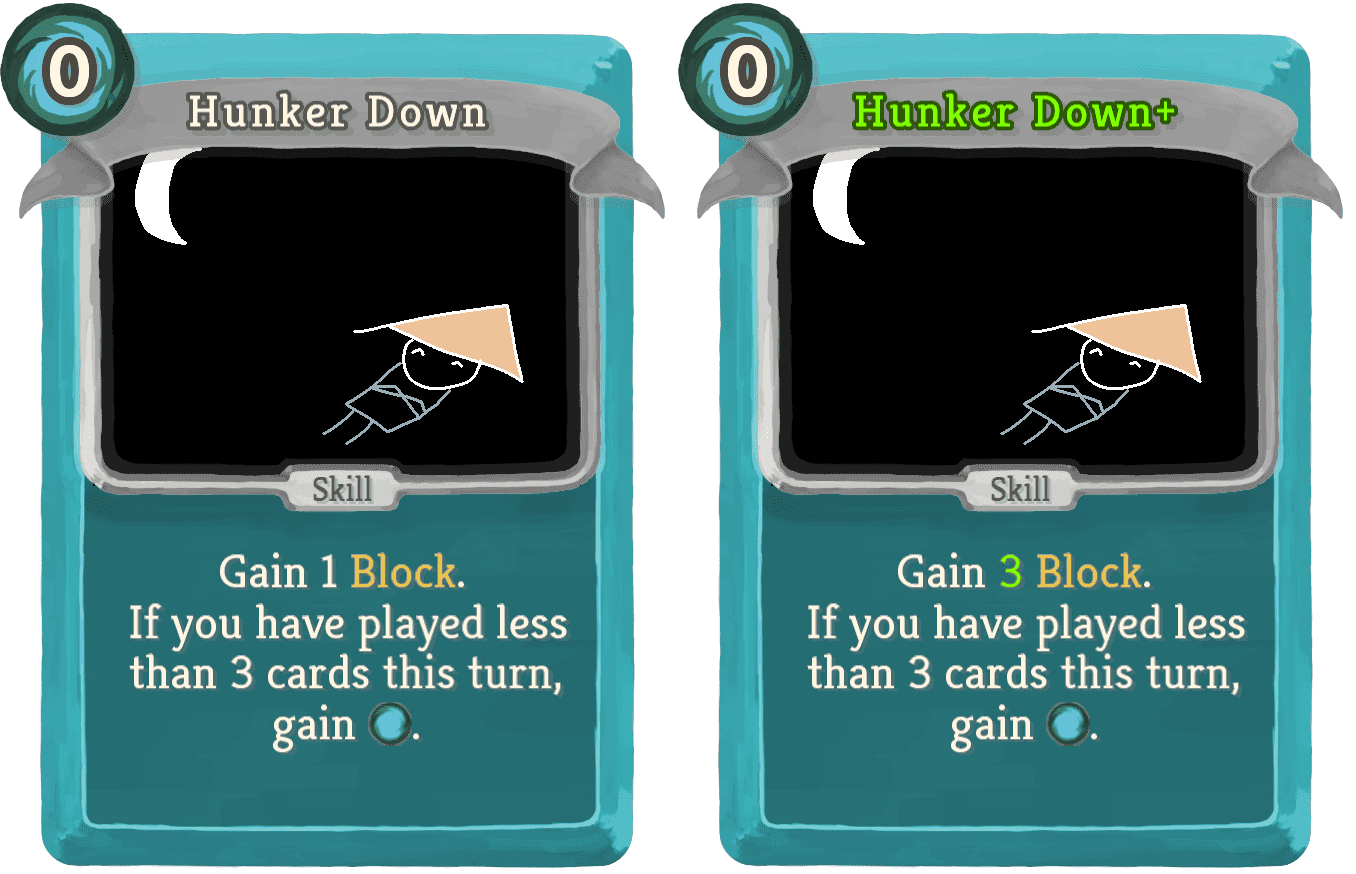 0
Hunker Down
Skill
Gain 1 Block.
If you have played less
than 3 cards this turn,
gain .
0
Hunker Down+
Skill
Gain 3 Block.
If you have played less
than 3 cards this turn,
gain .